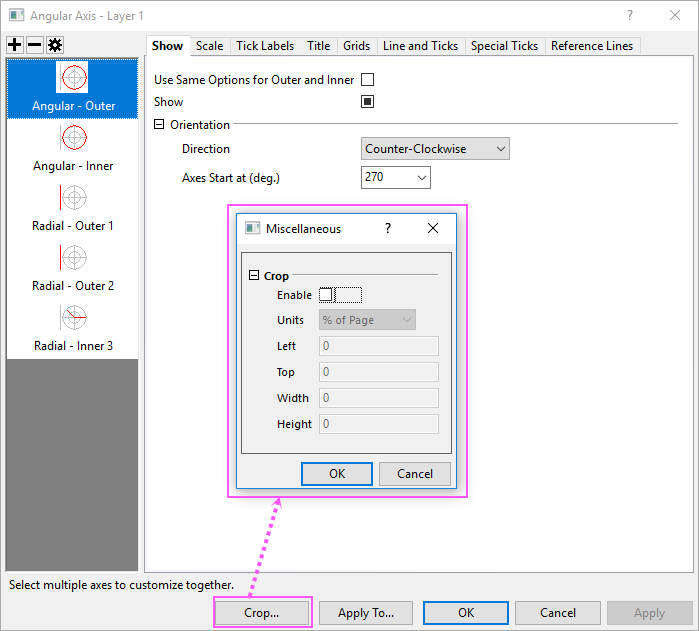 Angular Axis - Layer 1
Show Scale Tick Labels Title Grids Line and Ticks Special Ticks Reference Lines
Angular - Outer
Angular - Inner
Radial - Outer 1
Radial - Outer 2
Radial - Inner 3
Use Same Options for Outer and Inner
Show
Orientation
Direction Counter-Clockwise
Axes Start at (deg.) 270
Miscellaneous ?
Crop
Enable
Units % of Page
Left 0
Top 0
Width 0
Height 0
OK Cancel
Select multiple axes to customize together.
Crop... Apply To... OK Cancel Apply